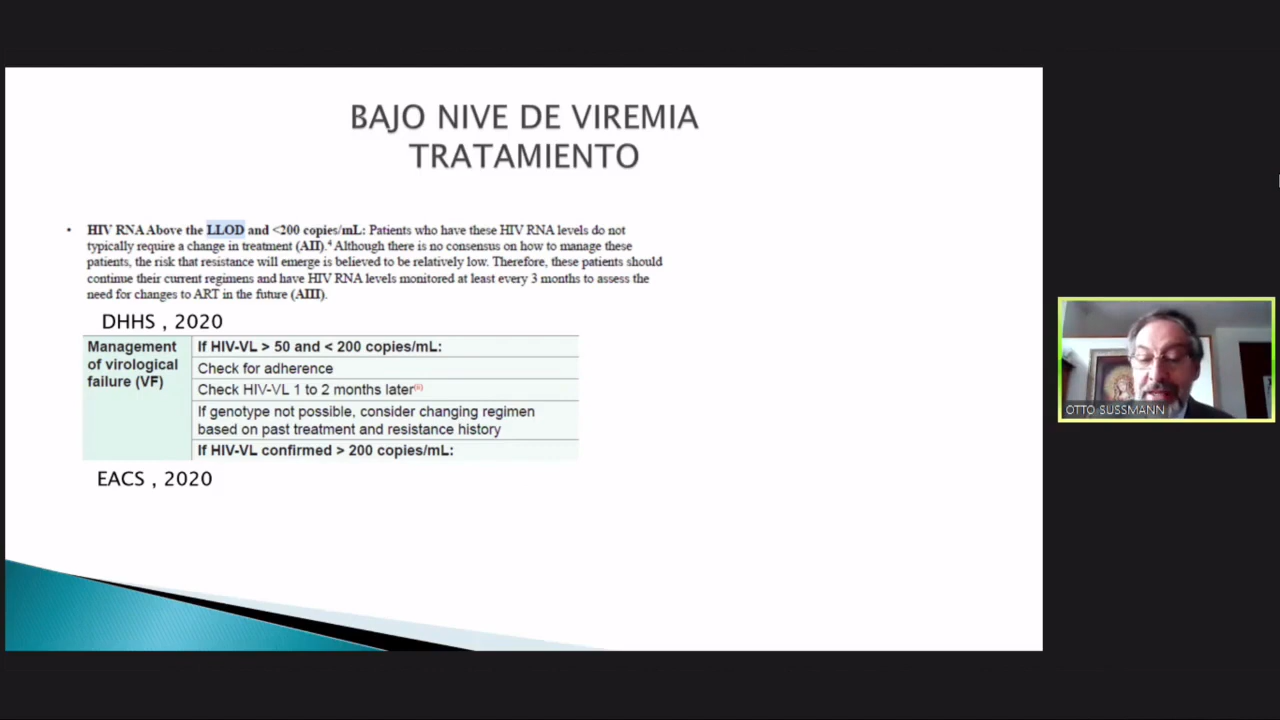 BAJO NIVE DE VIREMIA
TRATAMIENTO
• HIV RNA Above the LLOD and <200 copies/mL: Patients who have these HIV RNA levels do not
typically require a change in treatment (AII).4 Although there is no consensus on how to manage these
patients, the risk that resistance will emerge is believed to be relatively low. Therefore, these patients should
continue their current regimens and have HIV RNA levels monitored at least every 3 months to assess the
need for changes to ART in the future (AIII).
DHHS , 2020
Management
of virological
failure (VF)
If HIV-VL > 50 and < 200 copies/mL:
Check for adherence
Check HIV-VL 1 to 2 months later
If genotype not possible, consider changing regimen
based on past treatment and resistance history
If HIV-VL confirmed > 200 copies/mL:
EACS , 2020
OTTO SUSSMANN